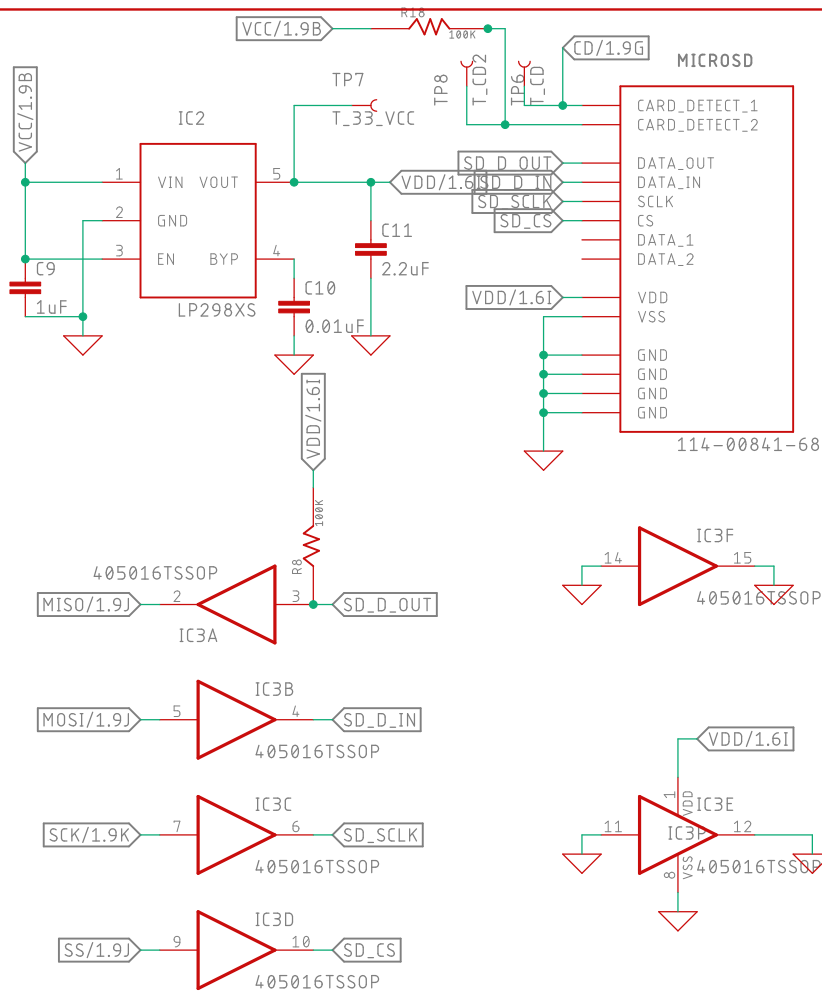 R18
VCC/1.9B
100K
CD/1.9G
MICROSD
VCC/1.9B
TP7
T_33_VCC
TP8
T_CD2
TP6
T_CD
IC2
1
VIN
VOUT
5
2
GND
3
EN
BYP
4
LP298XS
C9
1uF
C10
0.01uF
C11
2.2uF
VDD/1.6I
CARD_DETECT_1
CARD_DETECT_2
SD_D_OUT
DATA_OUT
SD_D_IN
DATA_IN
SD_SCLK
SCLK
SD_CS
CS
DATA_1
DATA_2
VDD/1.6I
VDD
VSS
GND
GND
GND
GND
114-00841-68
VDD/1.6I
100K
R8
405016TSSOP
MISO/1.9J
2
3
SD_D_OUT
IC3A
IC3F
14
15
405016TSSOP
IC3B
MOSI/1.9J
5
4
SD_D_IN
405016TSSOP
IC3C
SCK/1.9K
7
6
SD_SCLK
405016TSSOP
VDD/1.6I
1
VDD
IC3E
11
IC3P
12
8
VSS
405016TSSOP
IC3D
SS/1.9J
9
10
SD_CS
405016TSSOP